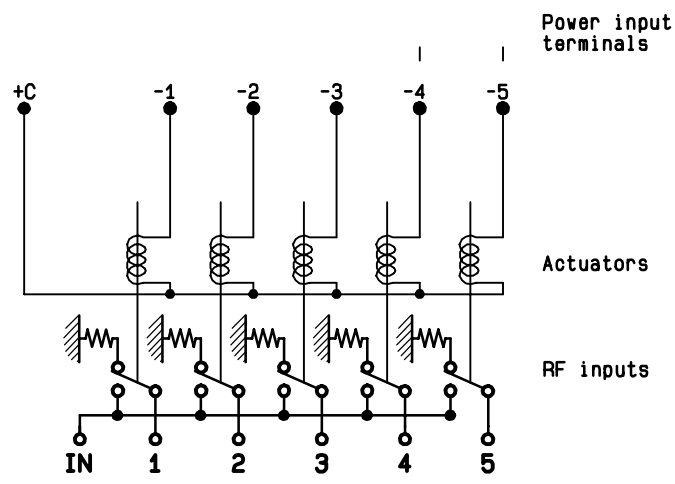 Power input
terminals
+C -1 -2 -3 -4 -5
Actuators
RF inputs
IN 1 2 3 4 5